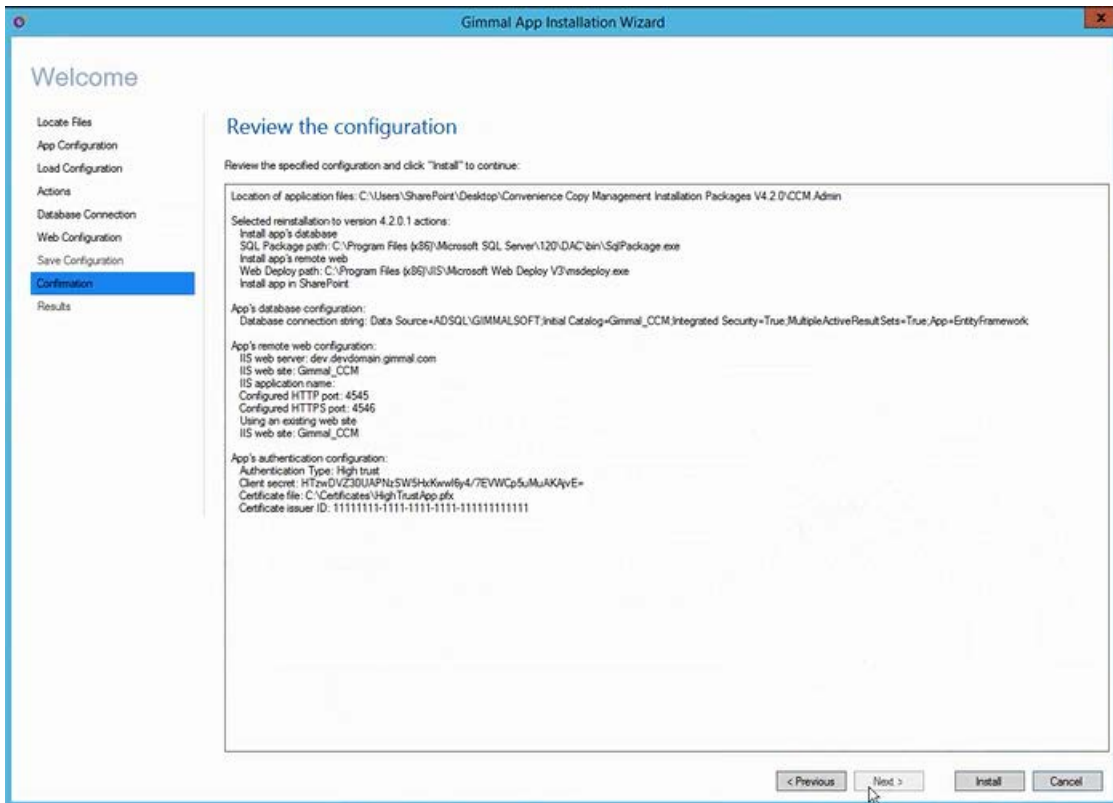 Gimmal App Installation Wizard
x
Welcome
Locate Files
App Configuration
Load Configuration
Actions
Database Connection
Web Configuration
Save Configuration
Confirmation
Results
Review the configuration
Review the specified configuration and click "Install" to continue:
Location of application files: C:\Users\SharePoint\Desktop\Convenience Copy Management Installation Packages V4.2.0\CCM.Admin
Selected reinstallation to version 4.2.0.1 actions:
Install app's database
SQL Package path: C:\Program Files (x86)\Microsoft SQL Server\120\DAC\bin\SqlPackage.exe
Install app's remote web
Web Deploy path: C:\Program Files (x86)\IIS\Microsoft Web Deploy V3\msdeploy.exe
Install app in SharePoint
App's database configuration:
Database connection string: Data Source=ADSQL\GIMMALSOFT;Initial Catalog=Gimmal_CCM;Integrated Security=True;MultipleActiveResultSets=True;App=EntityFramework
App's remote web configuration:
IIS web server: dev.devdomain.gimmal.com
IIS web site: Gimmal_CCM
IIS application name:
Configured HTTP port: 4545
Configured HTTPS port: 4546
Using an existing web site
IIS web site: Gimmal_CCM
App's authentication configuration:
Authentication Type: High trust
Client secret: HTzwDVZ30UAPNzSW5HxKwwl6y4/7EVWCp5uMuAKAjvE=
Certificate file: C:\Certificates\HighTrustApp.pfx
Certificate issuer ID: 11111111-1111-1111-1111-111111111111
< Previous
Next >
Install
Cancel